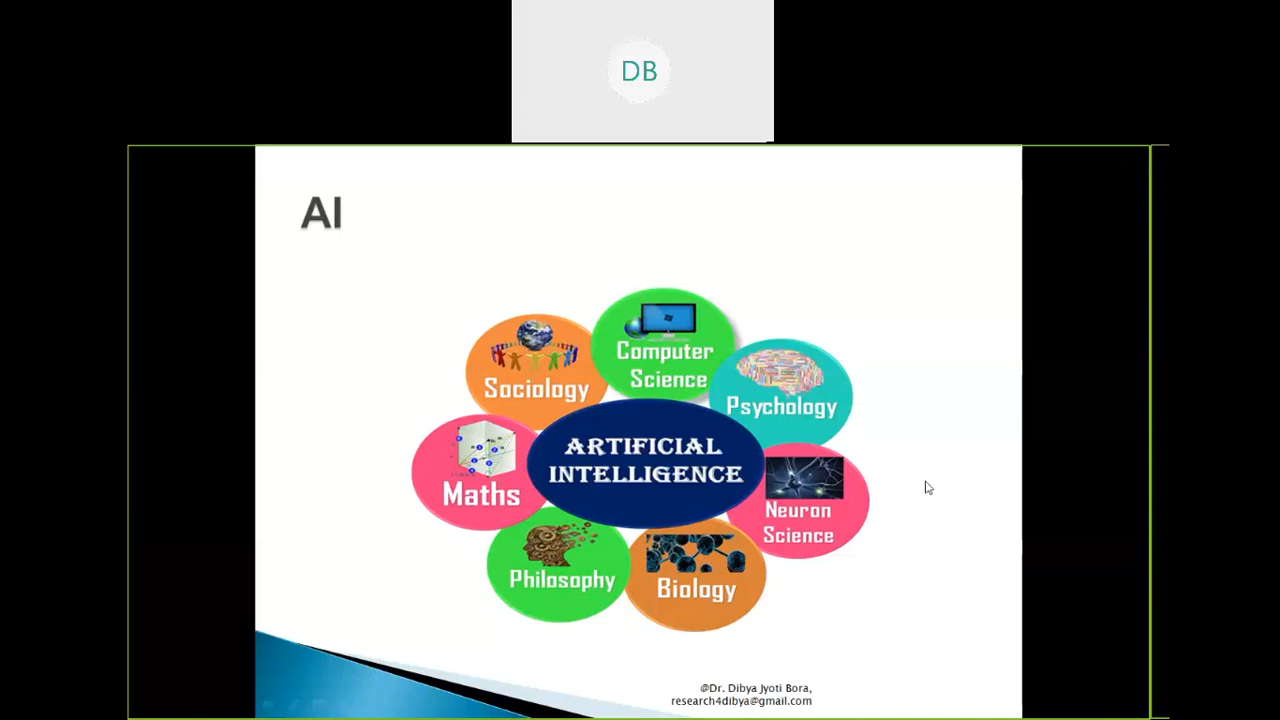 DB
AI
Computer
Science
Sociology
Psychology
ARTIFICIAL
INTELLIGENCE
Maths
Neuron
Science
Philosophy
Biology
@Dr. Dibya Jyoti Bora,
research4dibya@gmail.com